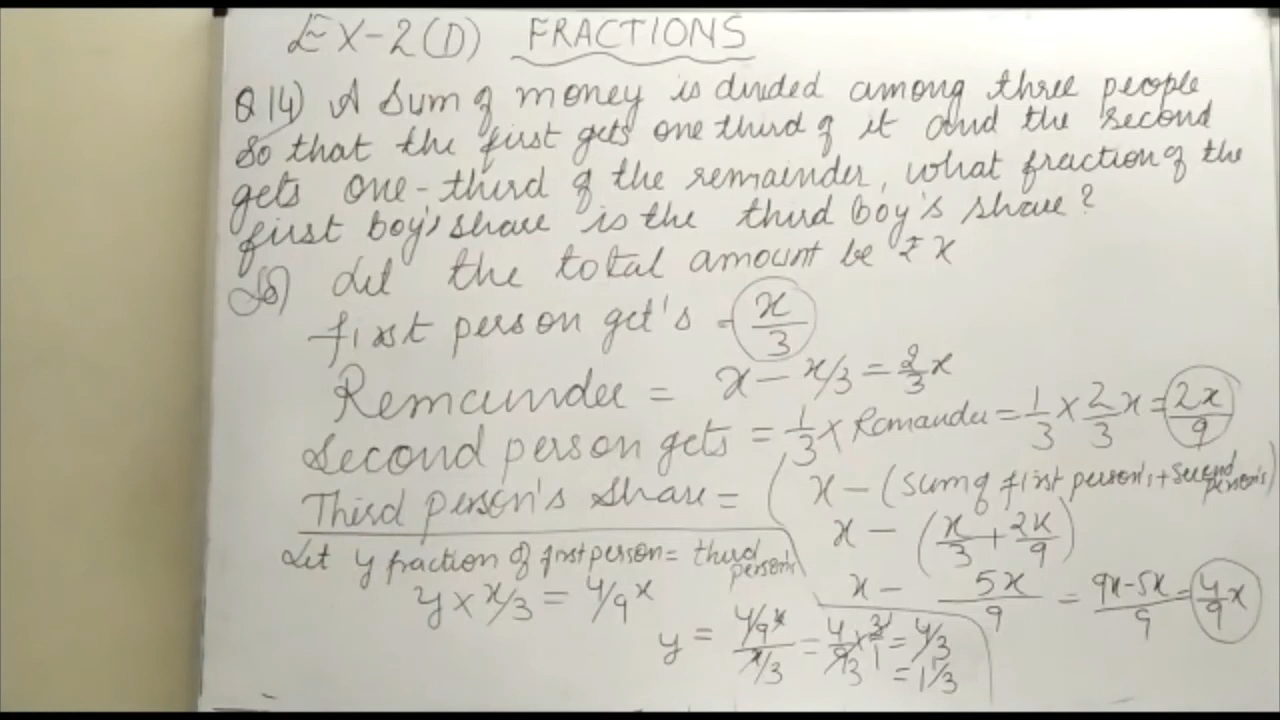 EX-2(D) FRACTIONS
Q14) A Sum of money is divided among three people
So that the first gets one third of it and the second
gets one-third of the remainder, what fraction of the
first boy's share is the third boy's share?
Sol) Let the total amount be ₹ x
first person get's = x/3
Remainder = x - x/3 = 2/3 x
Second person gets = 1/3 × Remainder = 1/3 × 2/3 x = 2x/9
Third person's share = (x - (sum of first person's + second person's)
x - (x/3 + 2x/9)
x - 5x/9 = 9x-5x/9 = 4/9 x
Let y fraction of first person = third person's
y × x/3 = 4/9 x
y = 4/9 x / x/3 = 4/9 × 3/1 = 4/3
= 1 1/3